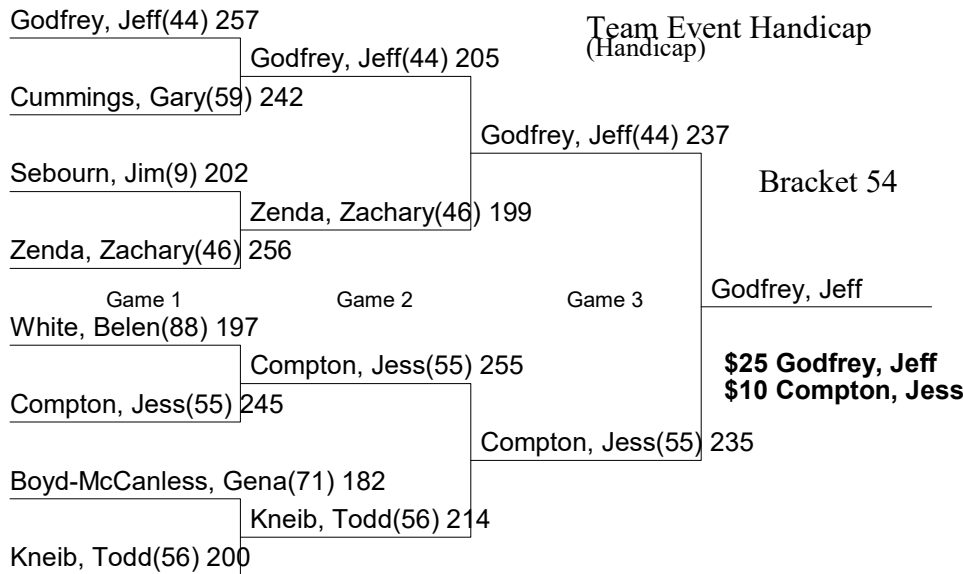 Godfrey, Jeff(44) 257
Team Event Handicap
(Handicap)
Godfrey, Jeff(44) 205
Cummings, Gary(59) 242
Godfrey, Jeff(44) 237
Sebourn, Jim(9) 202
Bracket 54
Zenda, Zachary(46) 199
Zenda, Zachary(46) 256
Game 1
Game 2
Game 3
Godfrey, Jeff
White, Belen(88) 197
Compton, Jess(55) 255
$25 Godfrey, Jeff
$10 Compton, Jess
Compton, Jess(55) 245
Compton, Jess(55) 235
Boyd-McCanless, Gena(71) 182
Kneib, Todd(56) 214
Kneib, Todd(56) 200